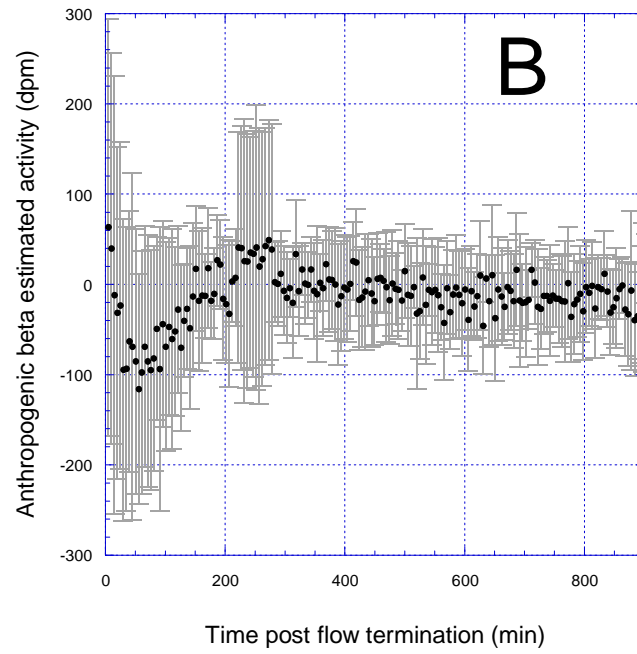 B
Anthropogenic beta estimated activity (dpm)
300
200
100
0
-100
-200
-300
0 200 400 600 800
Time post flow termination (min)